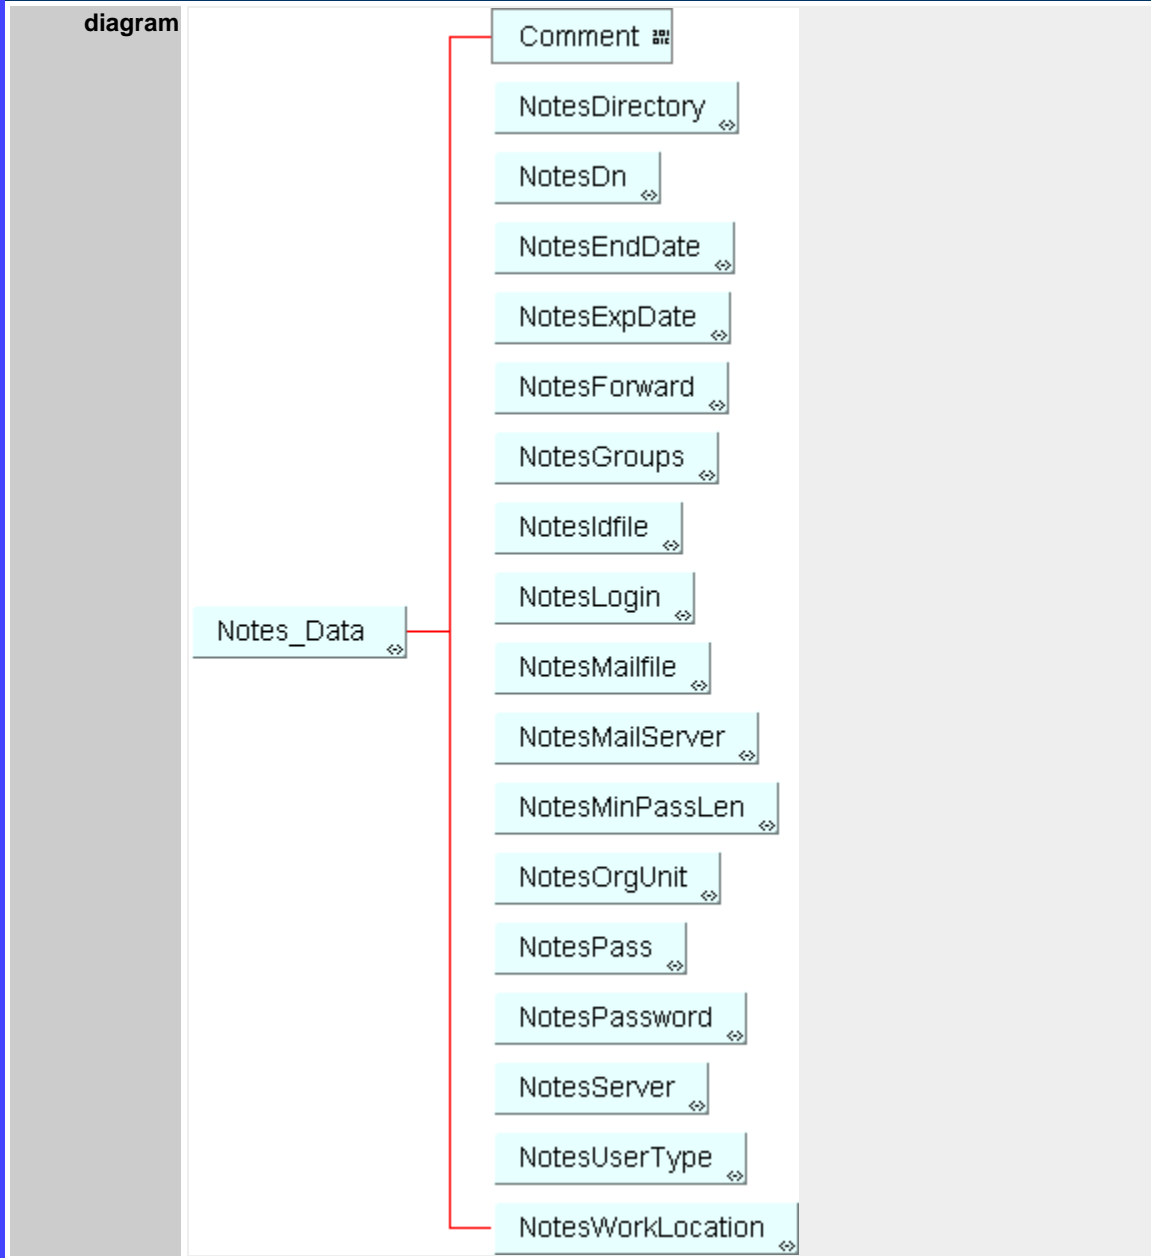 diagram
Comment
NotesDirectory
NotesDn
NotesEndDate
NotesExpDate
NotesForward
NotesGroups
NotesIdfile
NotesLogin
Notes_Data
NotesMailfile
NotesMailServer
NotesMinPassLen
NotesOrgUnit
NotesPass
NotesPassword
NotesServer
NotesUserType
NotesWorkLocation